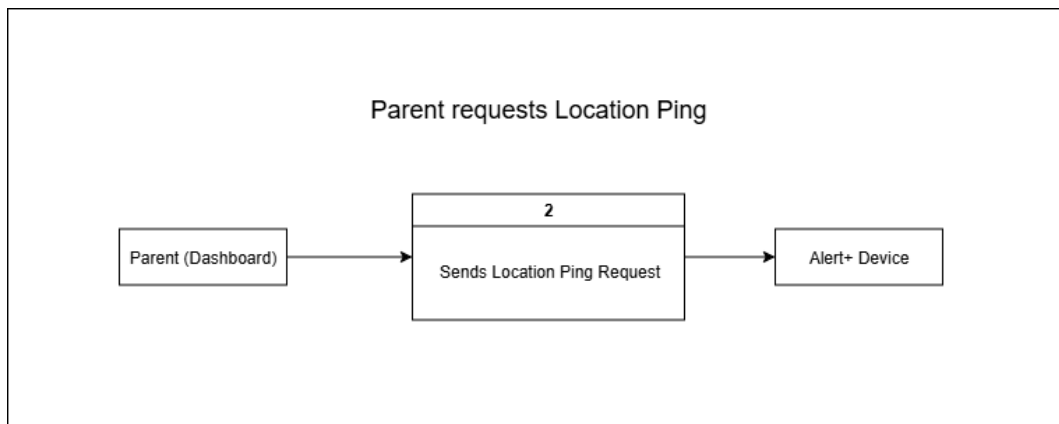 Parent requests Location Ping
2
Parent (Dashboard)
Sends Location Ping Request
Alert+ Device